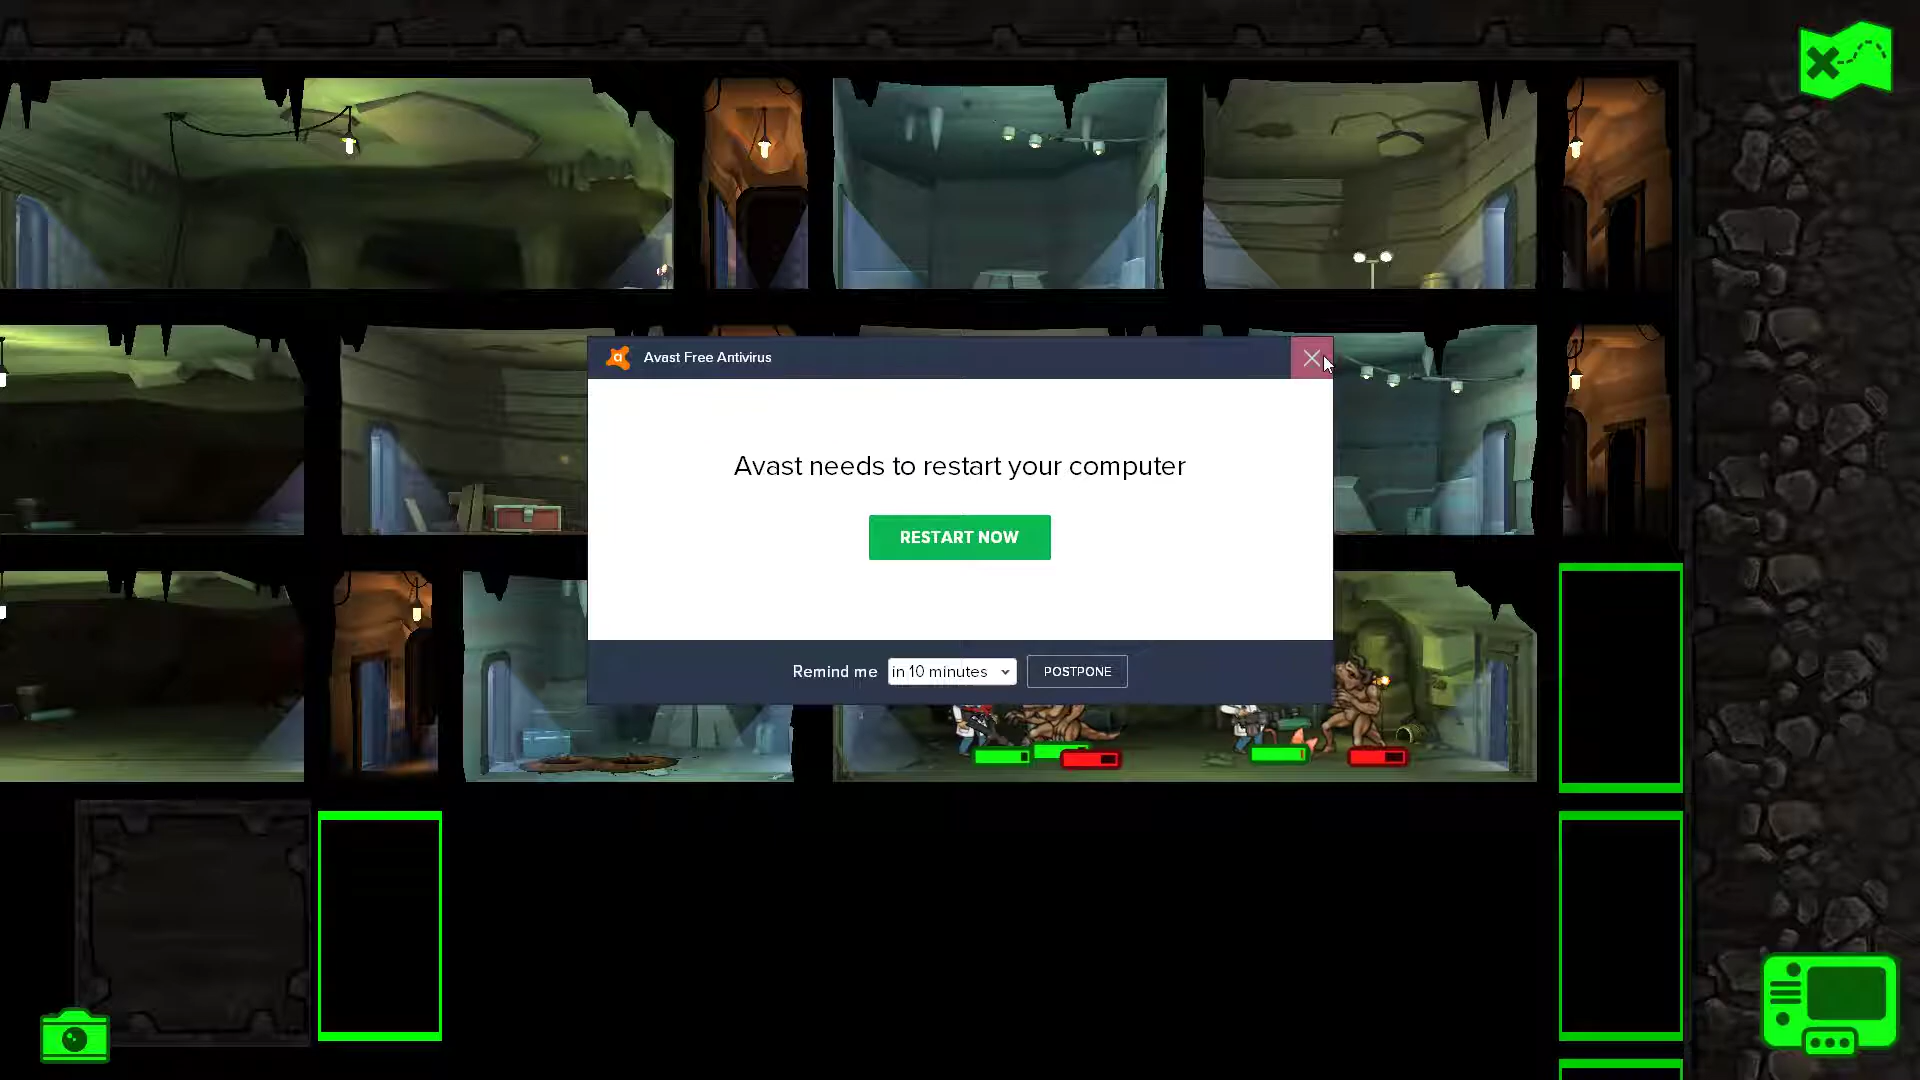 Avast Free Antivirus
Avast needs to restart your computer
RESTART NOW
Remind me in 10 minutes POSTPONE